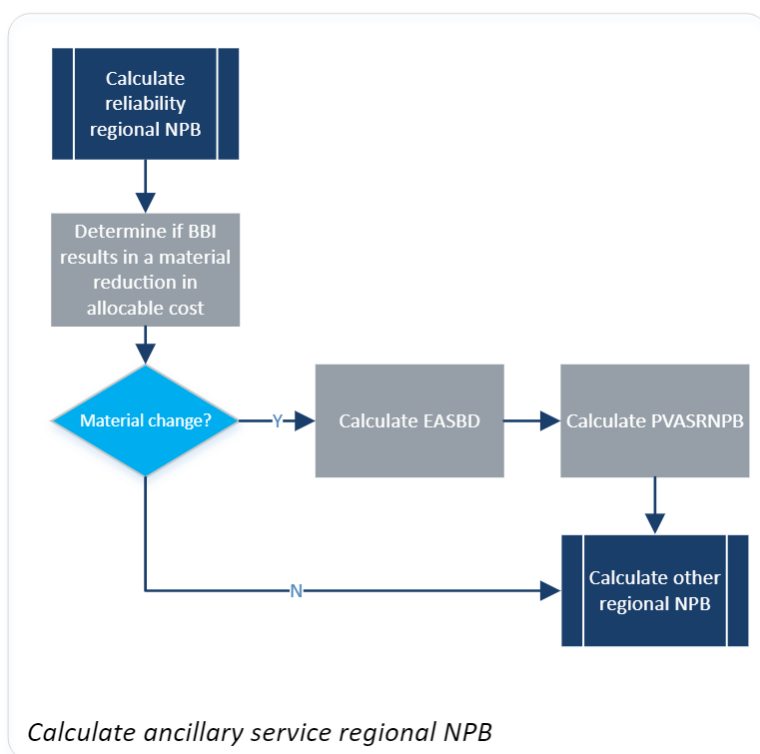 Calculate
reliability
regional NPB
Determine if BBI
results in a material
reduction in
allocable cost
Material change?
Y
Calculate EASBD
Calculate PVASRNPB
N
Calculate other
regional NPB
Calculate ancillary service regional NPB